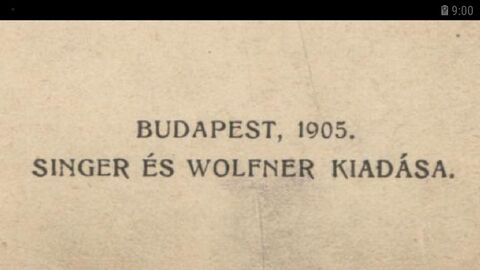 9:00
BUDAPEST, 1905.
SINGER ÉS WOLFNER KIADÁSA.